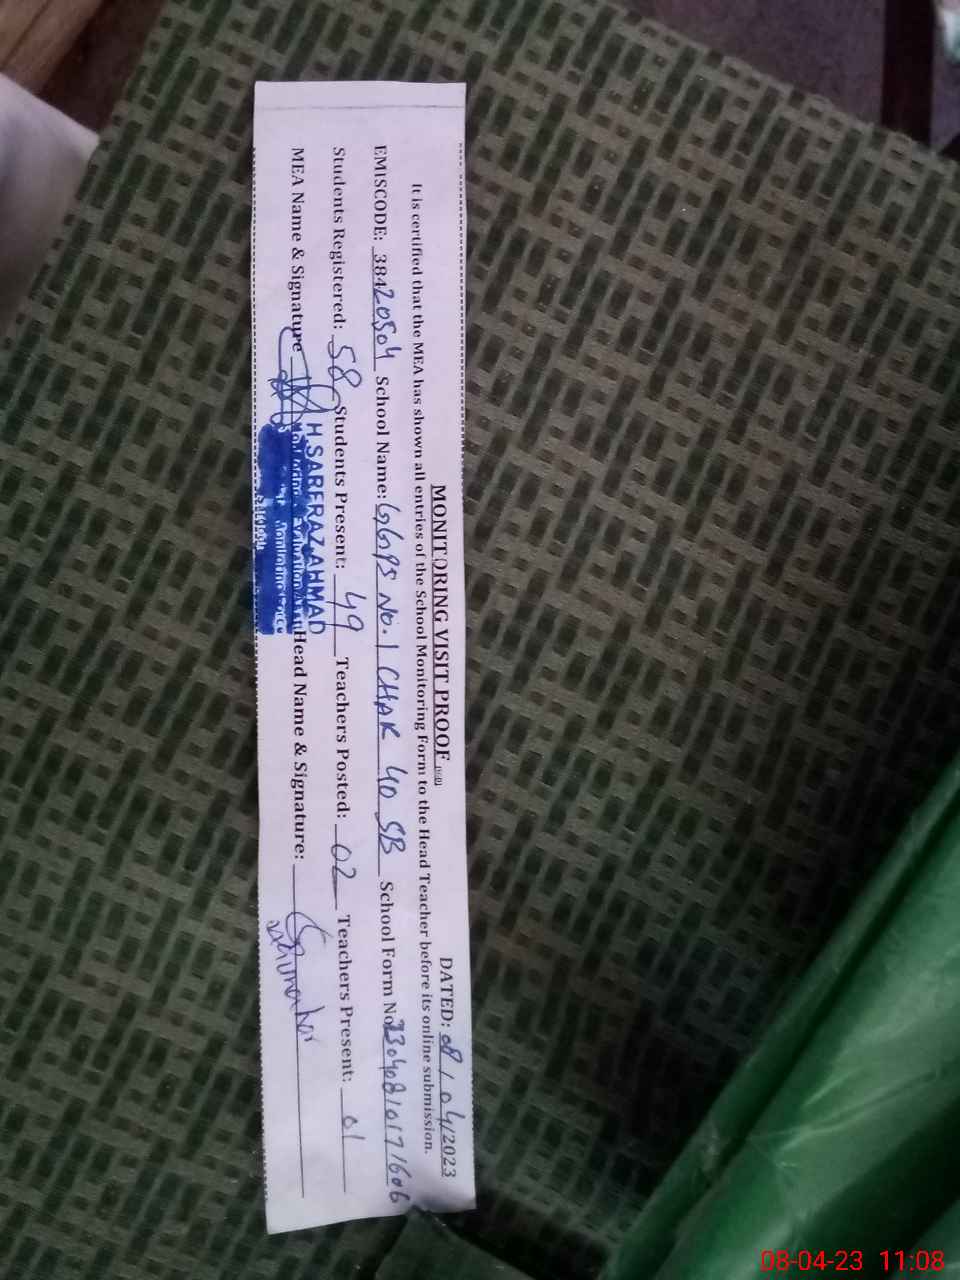 MONITORING VISIT PROOF
DATED: 08/04/2023
It is certified that the MEA has shown all entries of the School Monitoring Form to the Head Teacher before its online submission.
EMISCODE: 38420504 School Name: GGPS NO.1 CHAK 40 SB School Form No 23040810171606
Students Registered: 58 Students Present: 49 Teachers Posted: 02 Teachers Present: 01
MEA Name & Signature Head Name & Signature:
H.SARFRAZ AHMAD
08-04-23 11:08